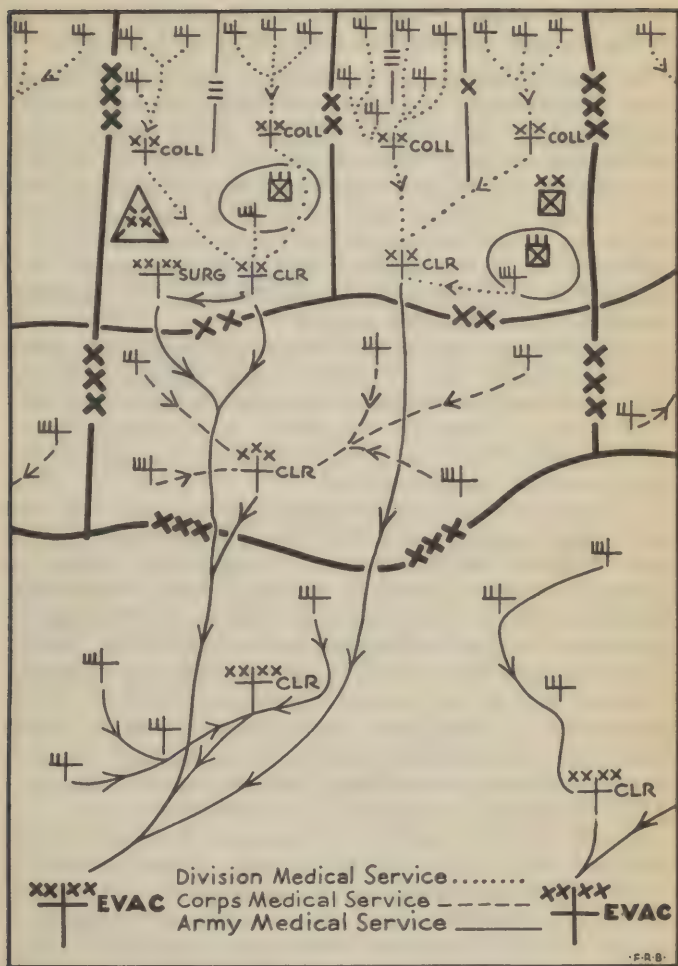 COLL
COLL
COLL
COLL
SURG
CLR
CLR
CLR
CLR
CLR
Division Medical Service
Corps Medical Service
Army Medical Service
EVAC
EVAC
·F·R·B·